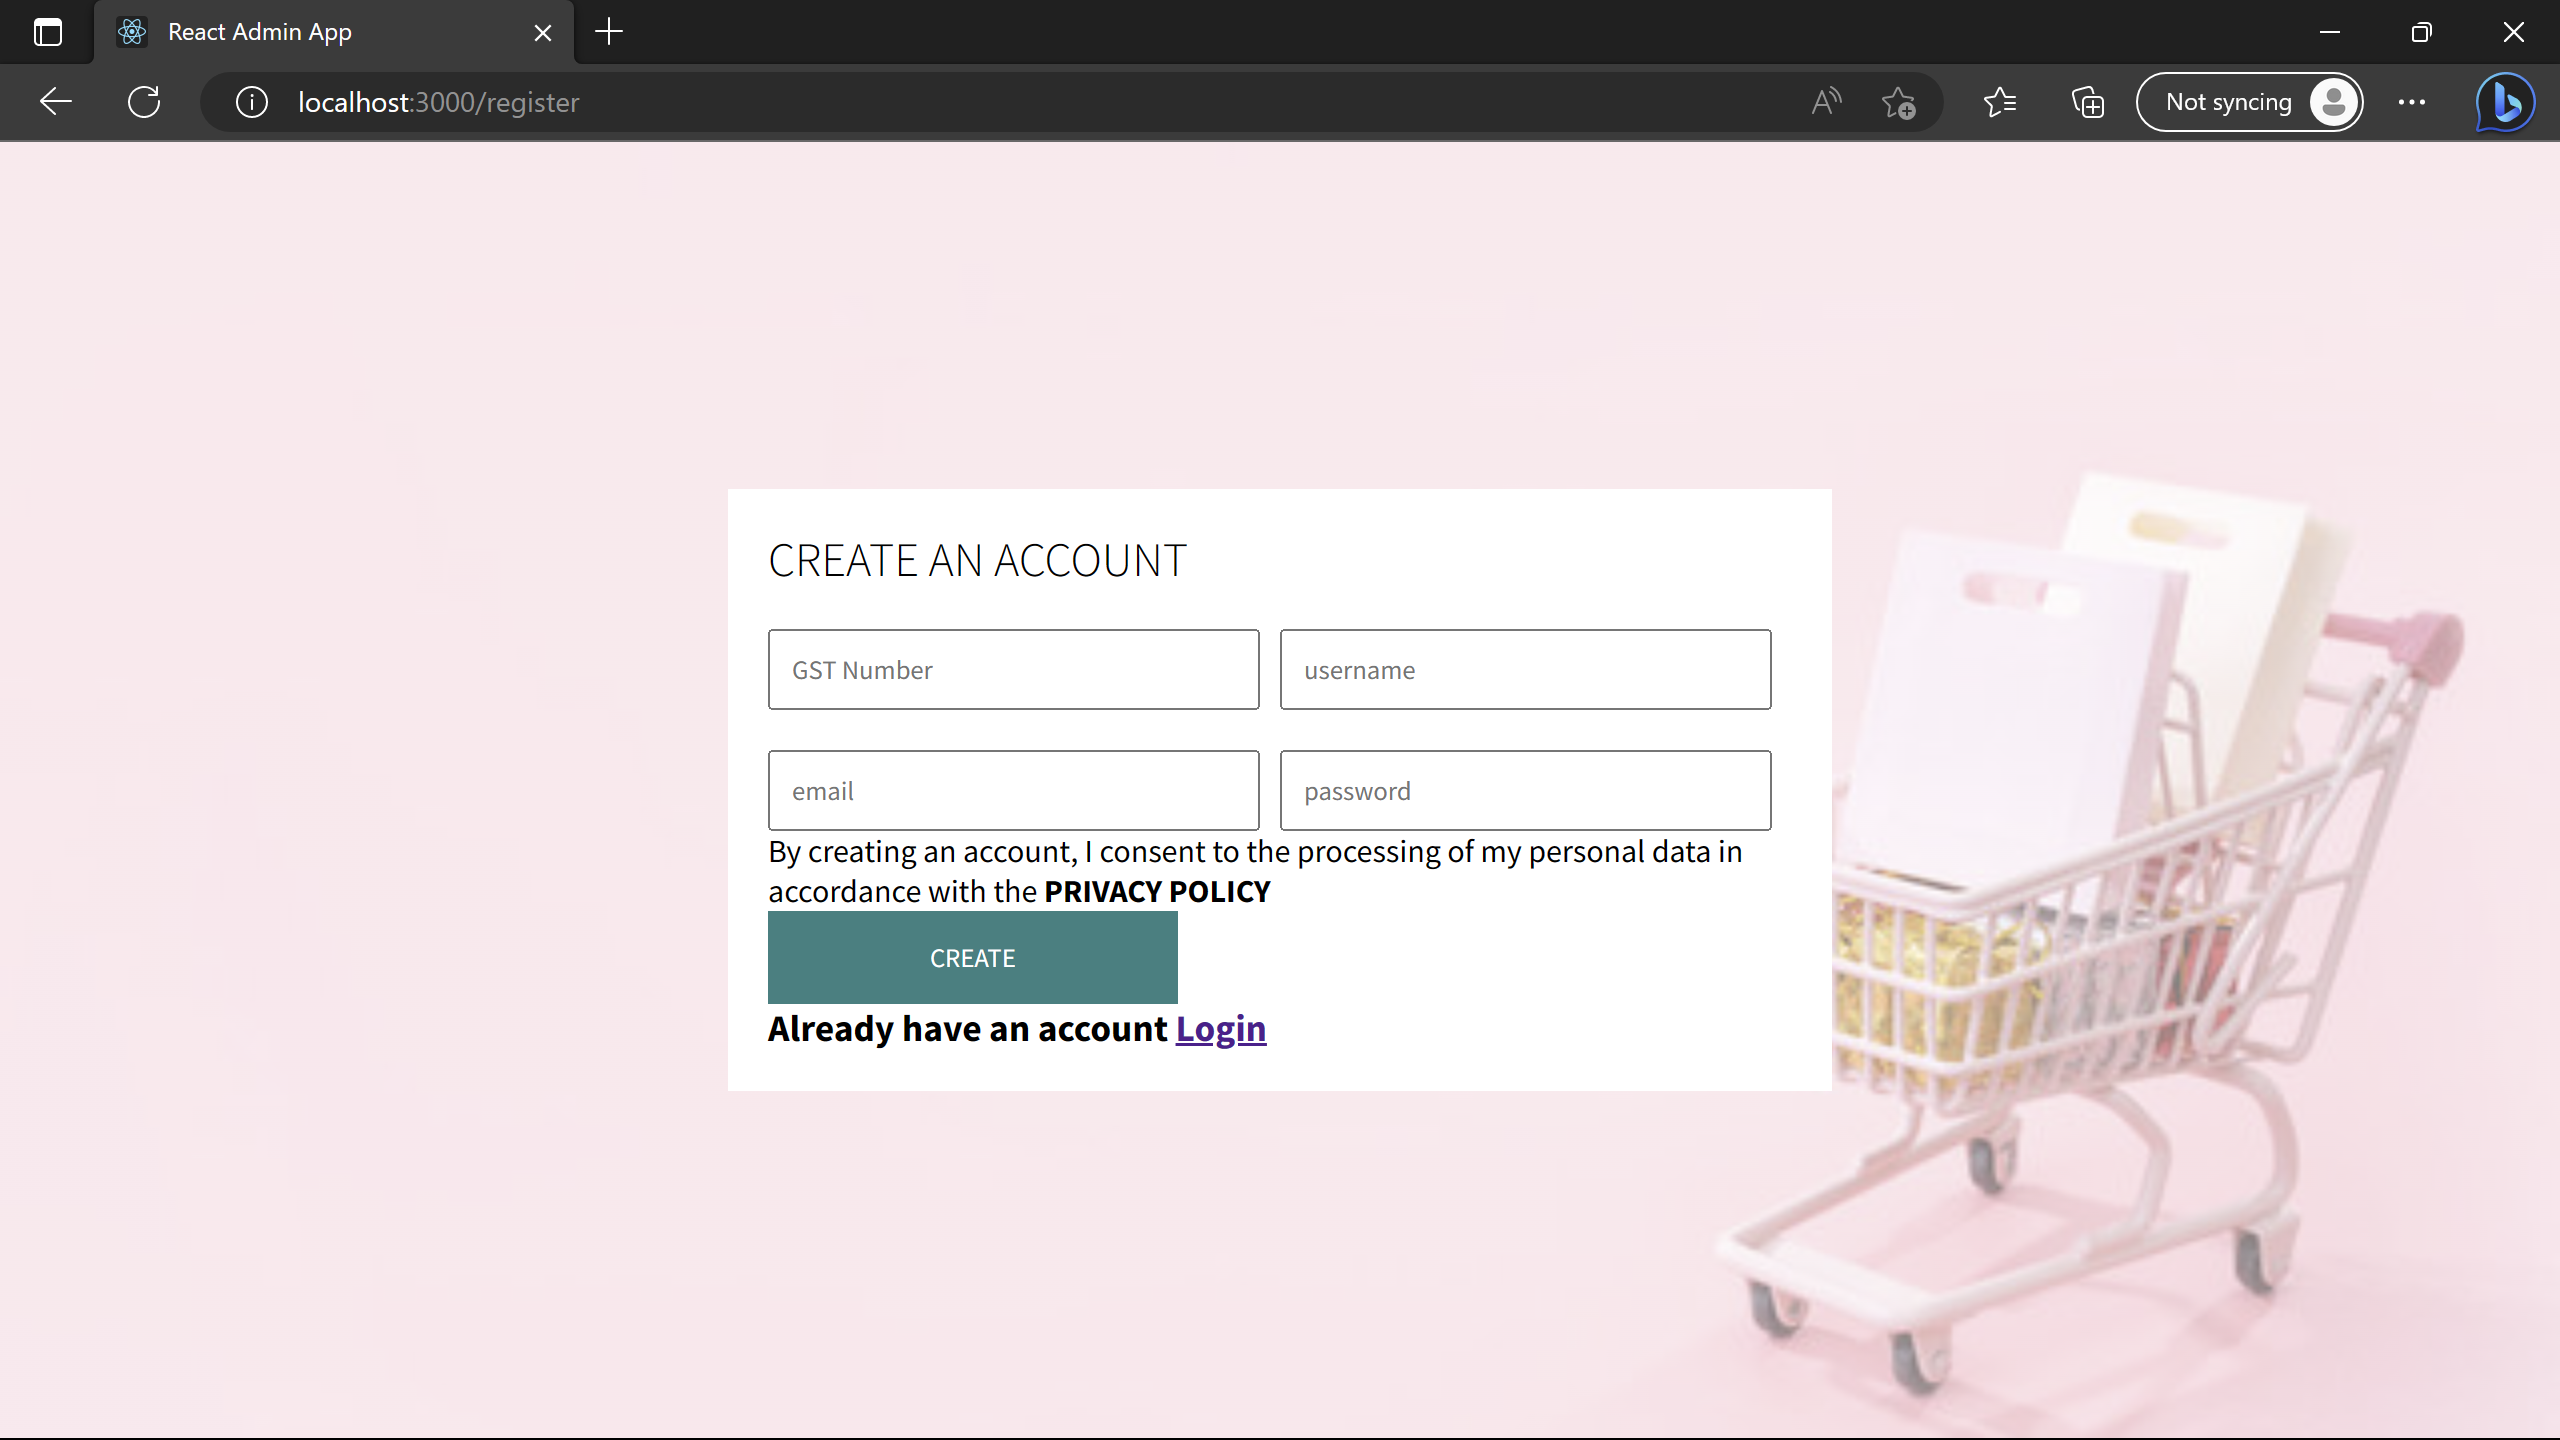 React Admin App
localhost:3000/register
Not syncing
CREATE AN ACCOUNT
GST Number username
email password
By creating an account, I consent to the processing of my personal data in
accordance with the PRIVACY POLICY
CREATE
Already have an account Login